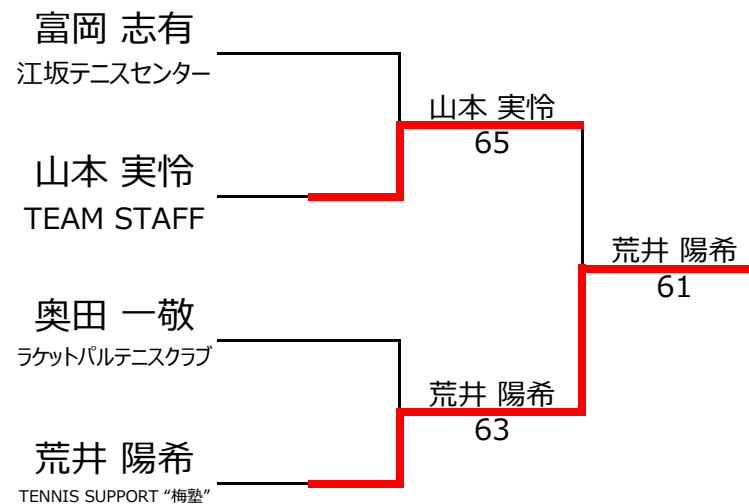 富岡 志有
江坂テニスセンター
山本 実怜
65
山本 実怜
TEAM STAFF
荒井 陽希
61
奥田 一敬
ラケットパルテニスクラブ
荒井 陽希
63
荒井 陽希
TENNIS SUPPORT “梅塾”